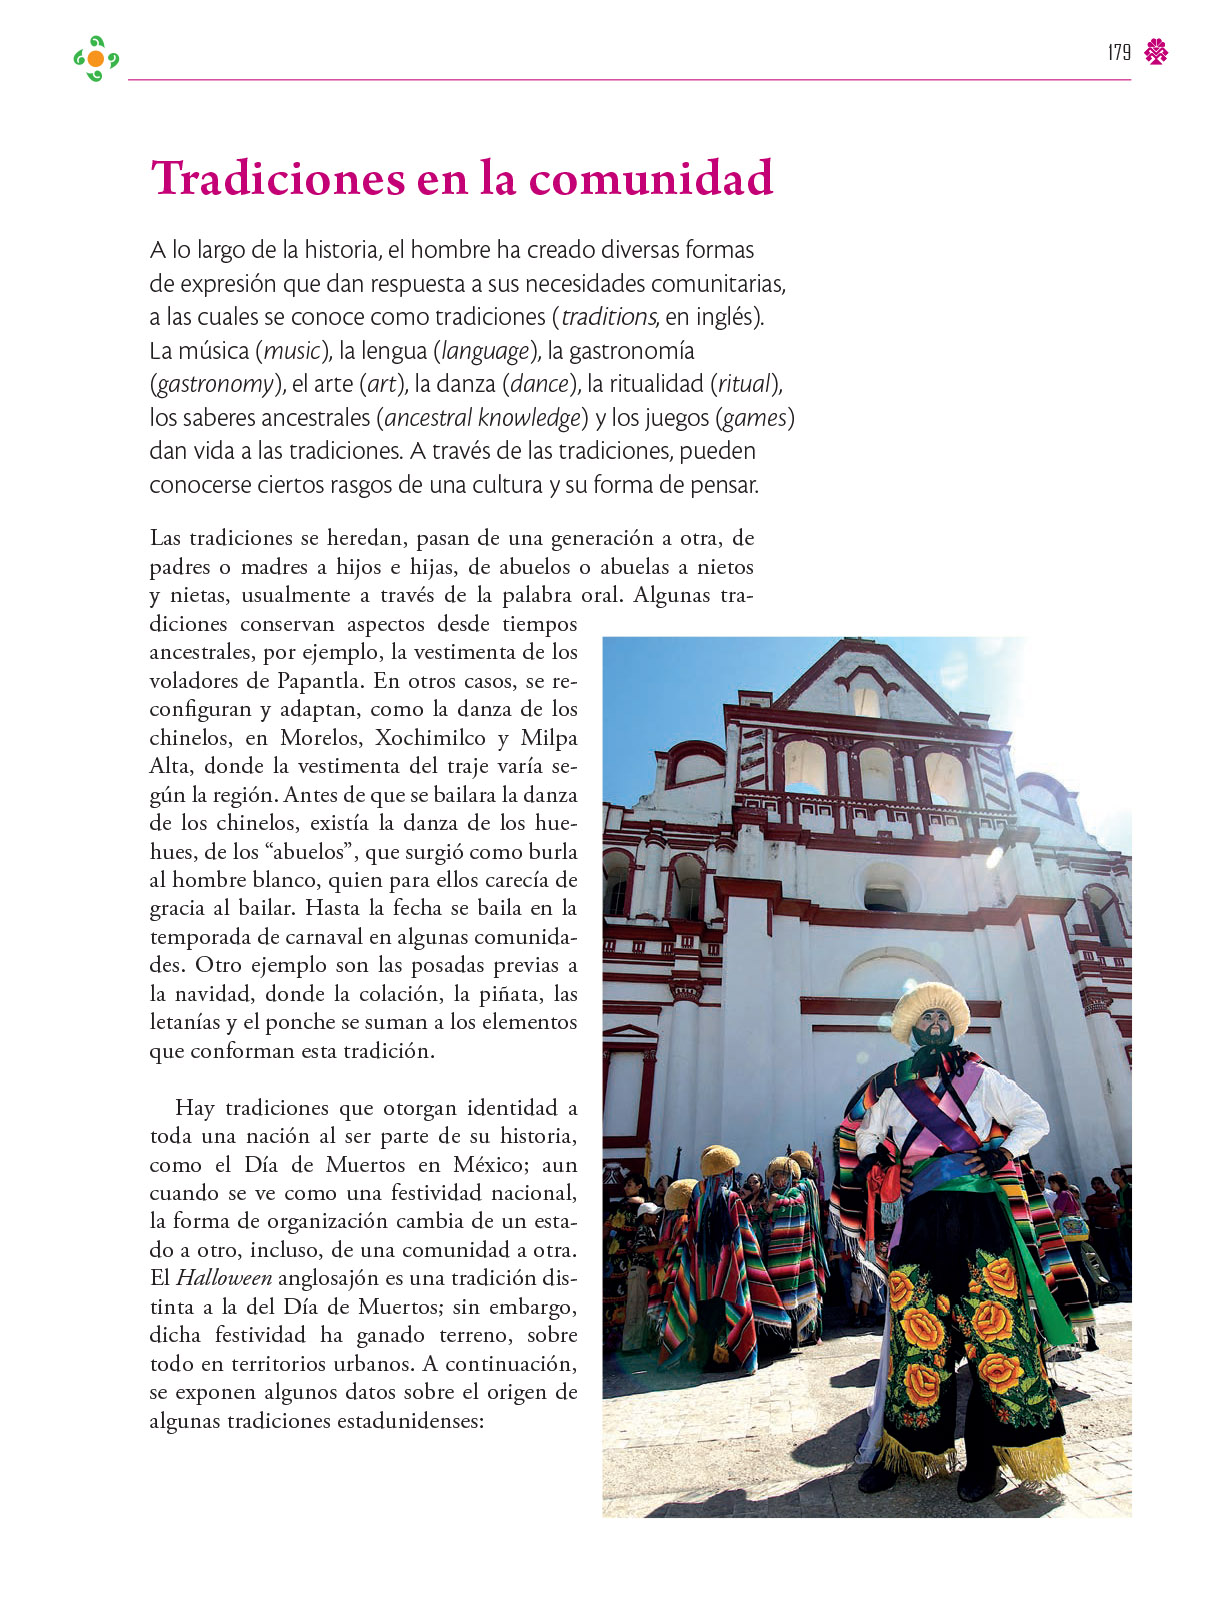 179
Tradiciones en la comunidad
A lo largo de la historia, el hombre ha creado diversas formas
de expresión que dan respuesta a sus necesidades comunitarias,
a las cuales se conoce como tradiciones (traditions, en inglés).
La música (music), la lengua (language), la gastronomía
(gastronomy), el arte (art), la danza (dance), la ritualidad (ritual),
los saberes ancestrales (ancestral knowledge) y los juegos (games)
dan vida a las tradiciones. A través de las tradiciones, pueden
conocerse ciertos rasgos de una cultura y su forma de pensar.
Las tradiciones se heredan, pasan de una generación a otra, de
padres o madres a hijos e hijas, de abuelos o abuelas a nietos
y nietas, usualmente a través de la palabra oral. Algunas tra-
diciones conservan aspectos desde tiempos
ancestrales, por ejemplo, la vestimenta de los
voladores de Papantla. En otros casos, se re-
configuran y adaptan, como la danza de los
chinelos, en Morelos, Xochimilco y Milpa
Alta, donde la vestimenta del traje varía se-
gún la región. Antes de que se bailara la danza
de los chinelos, existía la danza de los hue-
hues, de los “abuelos”, que surgió como burla
al hombre blanco, quien para ellos carecía de
gracia al bailar. Hasta la fecha se baila en la
temporada de carnaval en algunas comunida-
des. Otro ejemplo son las posadas previas a
la navidad, donde la colación, la piñata, las
letanías y el ponche se suman a los elementos
que conforman esta tradición.
Hay tradiciones que otorgan identidad a
toda una nación al ser parte de su historia,
como el Día de Muertos en México; aun
cuando se ve como una festividad nacional,
la forma de organización cambia de un esta-
do a otro, incluso, de una comunidad a otra.
El Halloween anglosajón es una tradición dis-
tinta a la del Día de Muertos; sin embargo,
dicha festividad ha ganado terreno, sobre
todo en territorios urbanos. A continuación,
se exponen algunos datos sobre el origen de
algunas tradiciones estadunidenses: